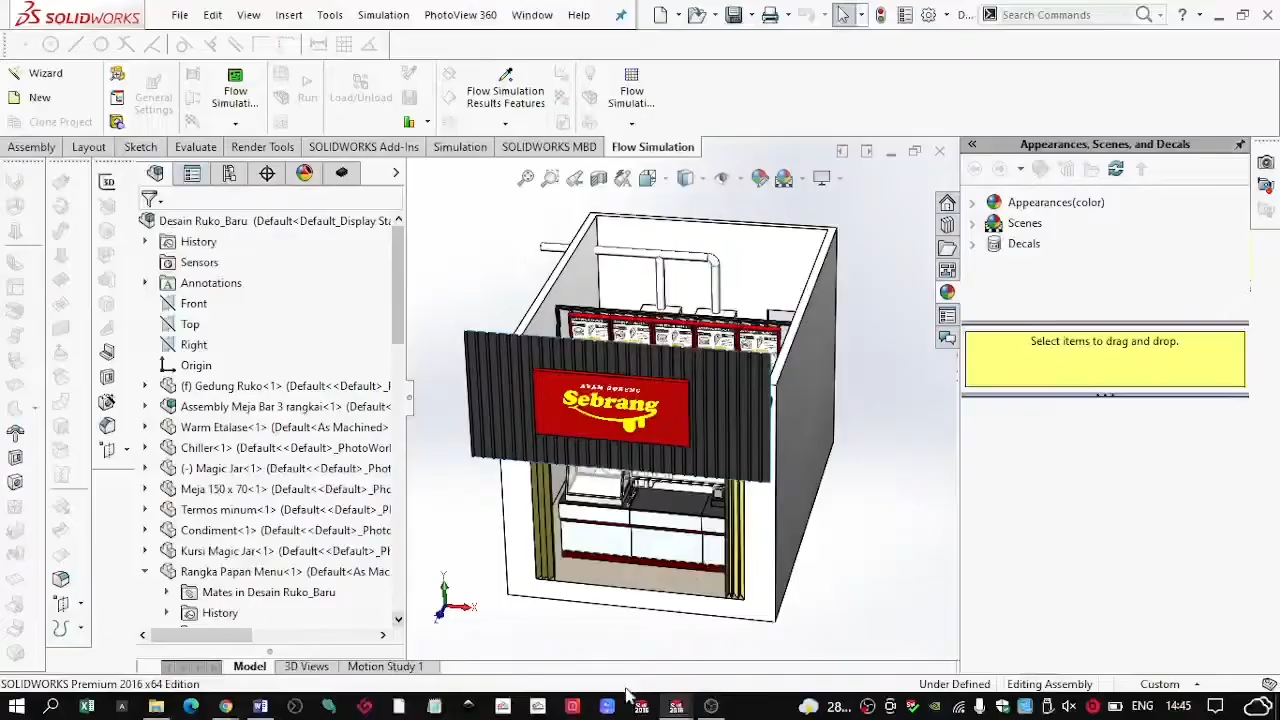 SOLIDWORKS
File Edit View Insert Tools Simulation PhotoView 360 Window Help
D...
Search Commands
Wizard
New
Clone Project
General Settings
Flow Simulati...
Run
Load/Unload
Flow Simulation Results Features
Flow Simulati...
Assembly Layout Sketch Evaluate Render Tools SOLIDWORKS Add-Ins Simulation SOLIDWORKS MBD Flow Simulation
Appearances, Scenes, and Decals
Appearances(color)
Scenes
Decals
Select items to drag and drop.
Desain Ruko_Baru (Default<Default_Display Sta
History
Sensors
Annotations
Front
Top
Right
Origin
(f) Gedung Ruko<1> (Default<<Default>_
Assembly Meja Bar 3 rangkai<1> (Default
Warm Etalase<1> (Default<As Machined>
Chiller<1> (Default<<Default>_PhotoWorl
(-) Magic Jar<1> (Default<<Default>_Phot
Meja 150 x 70<1> (Default<<Default>_Pho
Termos minum<1> (Default<<Default>_P
Condiment<1> (Default<<Default>_Photo
Kursi Magic Jar<1> (Default<<Default>_P
Rangka Papan Menu<1> (Default<As Mac
Mates in Desain Ruko_Baru
History
Sebrang
Y
X
Model 3D Views Motion Study 1
SOLIDWORKS Premium 2016 x64 Edition
Under Defined Editing Assembly Custom
28...
ENG 14:45